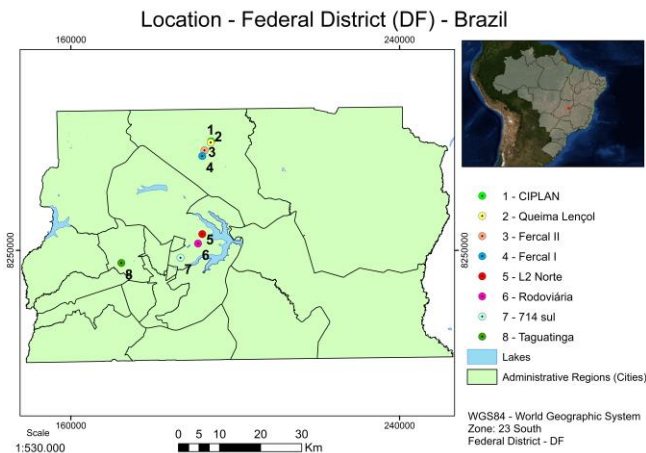 Location - Federal District (DF) - Brazil
160000
240000
1
2
3
4
5
6
7
8
8250000
8250000
1 - CIPLAN
2 - Queima Lençol
3 - Fercal II
4 - Fercal I
5 - L2 Norte
6 - Rodoviária
7 - 714 sul
8 - Taguatinga
Lakes
Administrative Regions (Cities)
160000
240000
WGS84 - World Geographic System
Zone: 23 South
Federal District - DF
Scale
1:530.000
0 5 10 20 30
Km